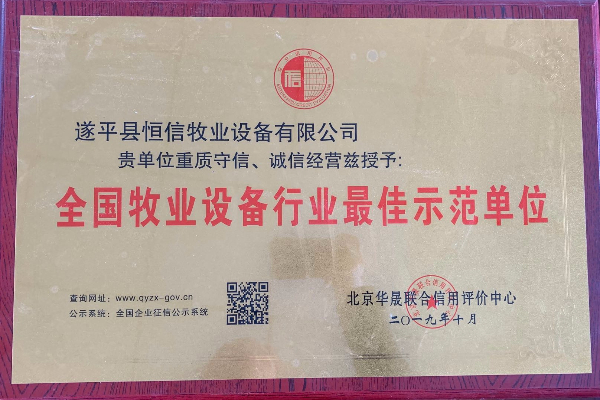 信
遂平县恒信牧业设备有限公司
贵单位重质守信、诚信经营兹授予:
全国牧业设备行业最佳示范单位
查询网址: www.qyzx-gov.cn
公示系统: 全国企业征信公示系统
北京华晟联合信用评价中心
二〇一九年十月